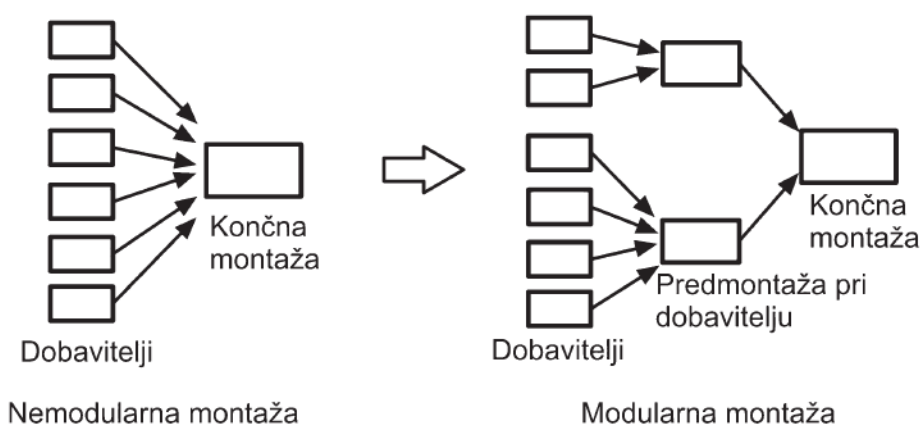 Končna
montaža
Dobavitelji
Nemodularna montaža
Končna
montaža
Predmontaža pri
dobavitelju
Dobavitelji
Modularna montaža